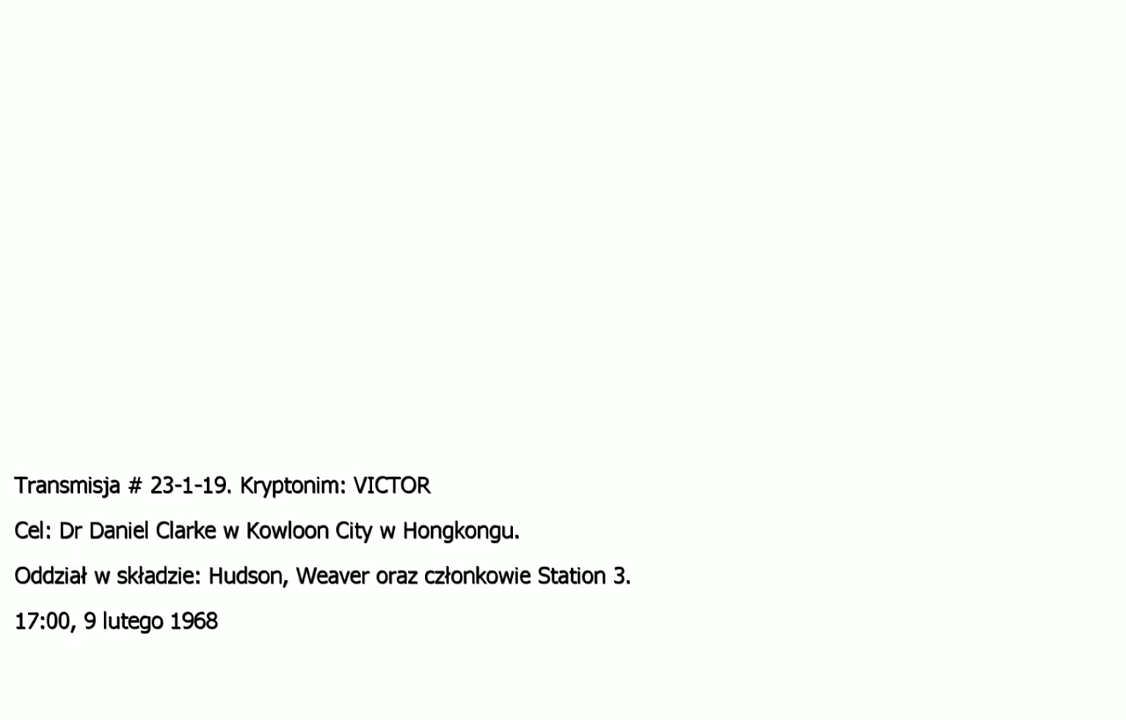 Transmisja # 23-1-19. Kryptonim: VICTOR
Cel: Dr Daniel Clarke w Kowloon City w Hongkongu.
Oddział w składzie: Hudson, Weaver oraz członkowie Station 3.
17:00, 9 lutego 1968